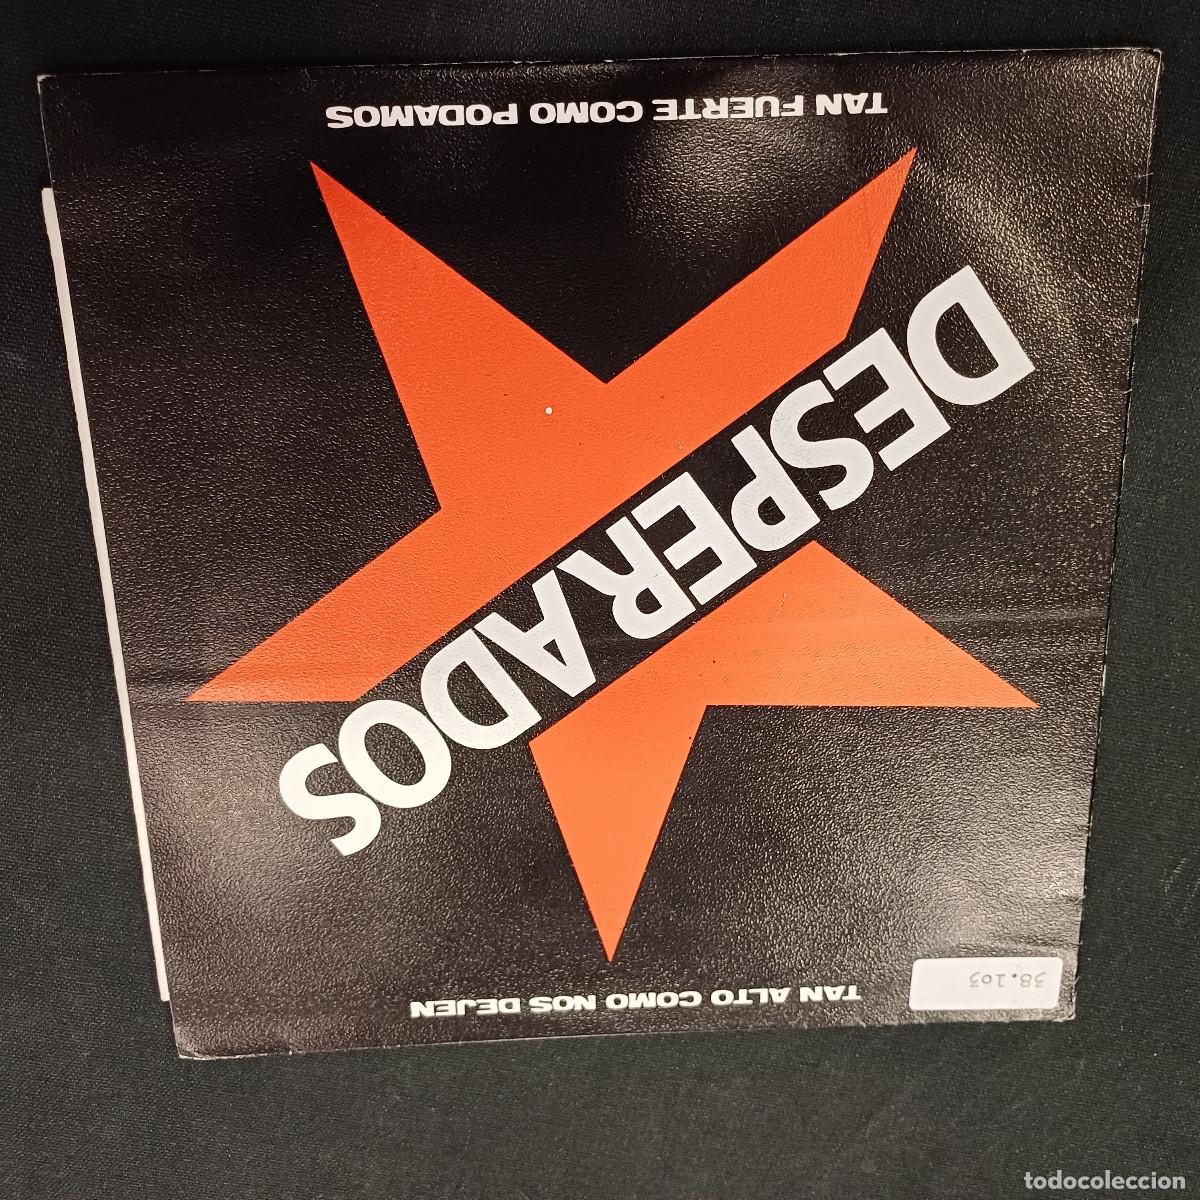 TAN ALTO COMO NOS DEJEN
38.103
DESPERADOS
TAN FUERTE COMO PODAMOS
todocoleccion